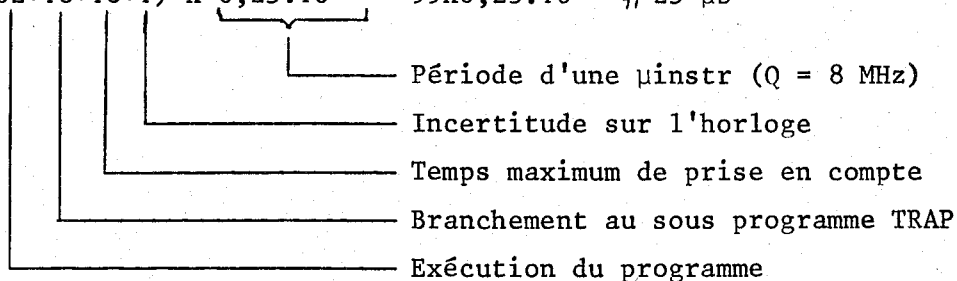 Période d'une µinstr (Q = 8 MHz)
Incertitude sur l'horloge
Temps maximum de prise en compte
Branchement au sous programme TRAP
Exécution du programme